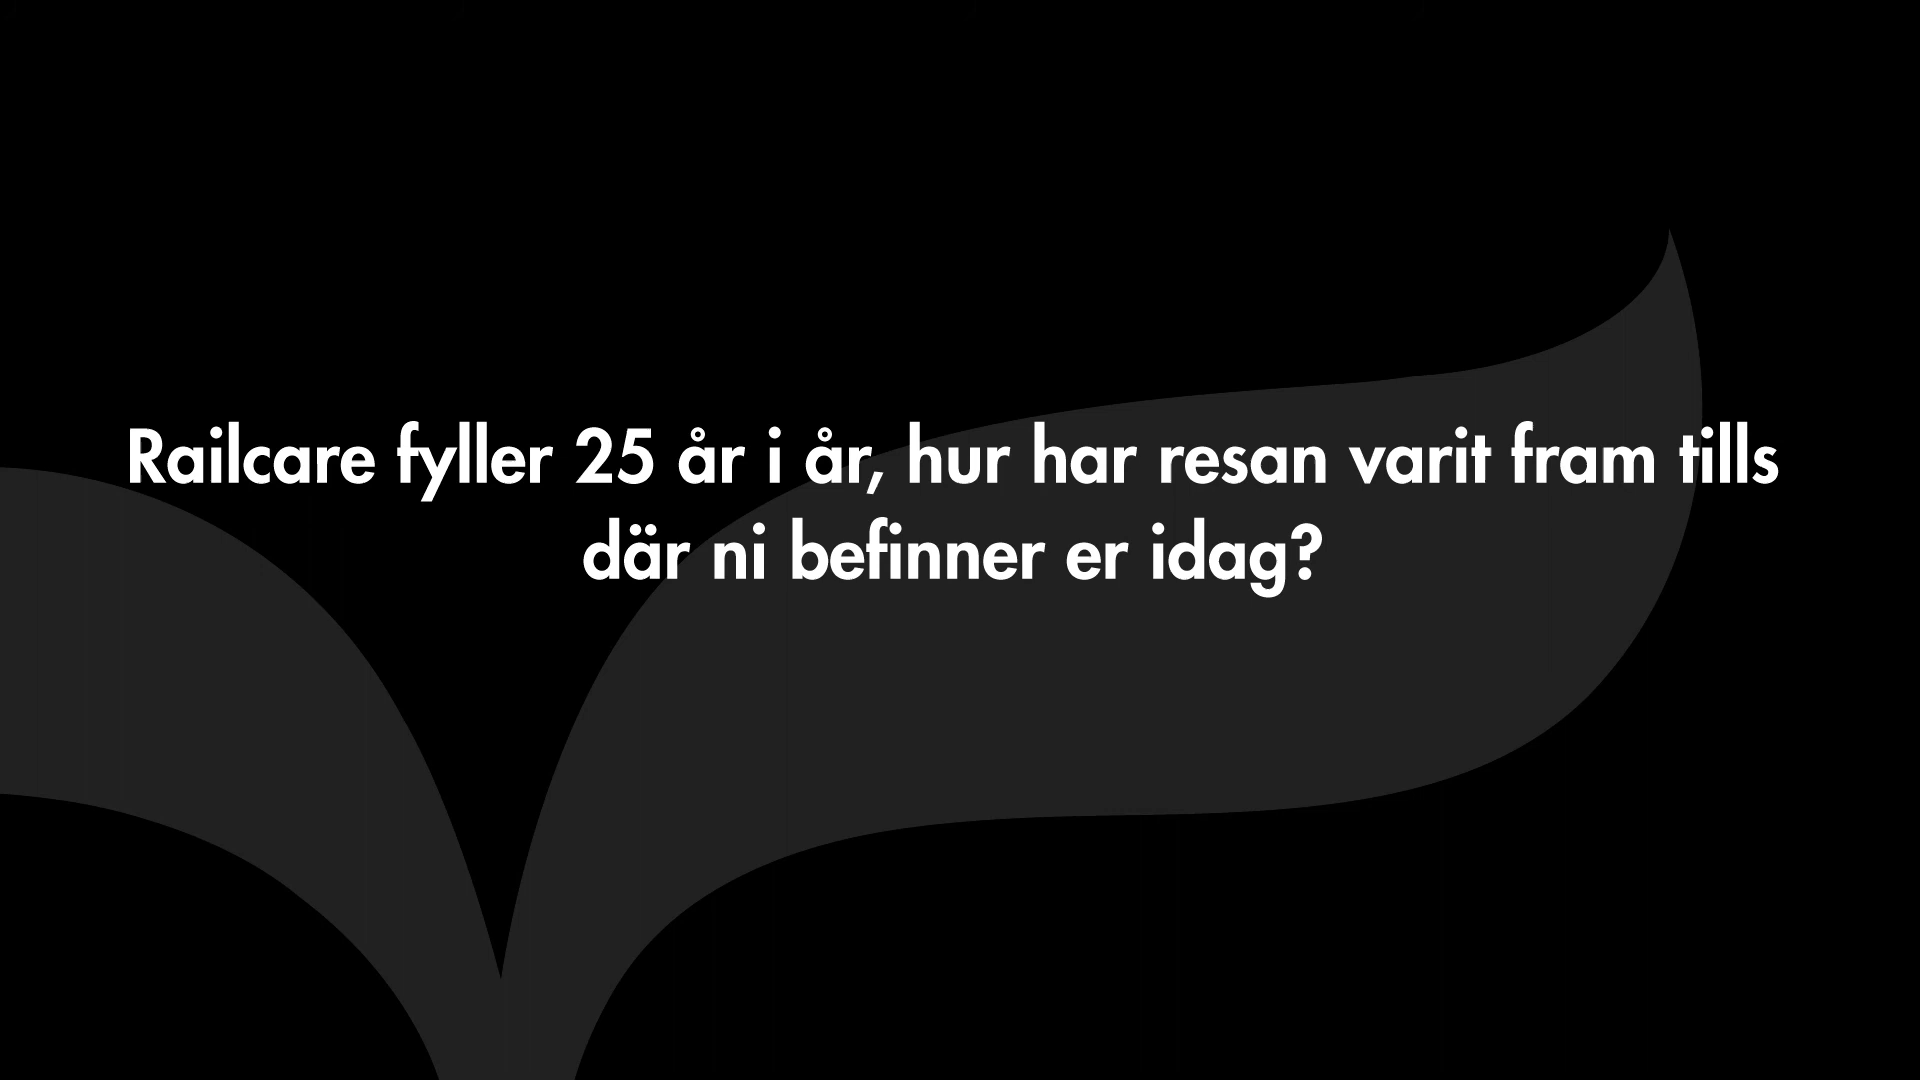 Railcare fyller 25 år i år, hur har resan varit fram tills
där ni befinner er idag?